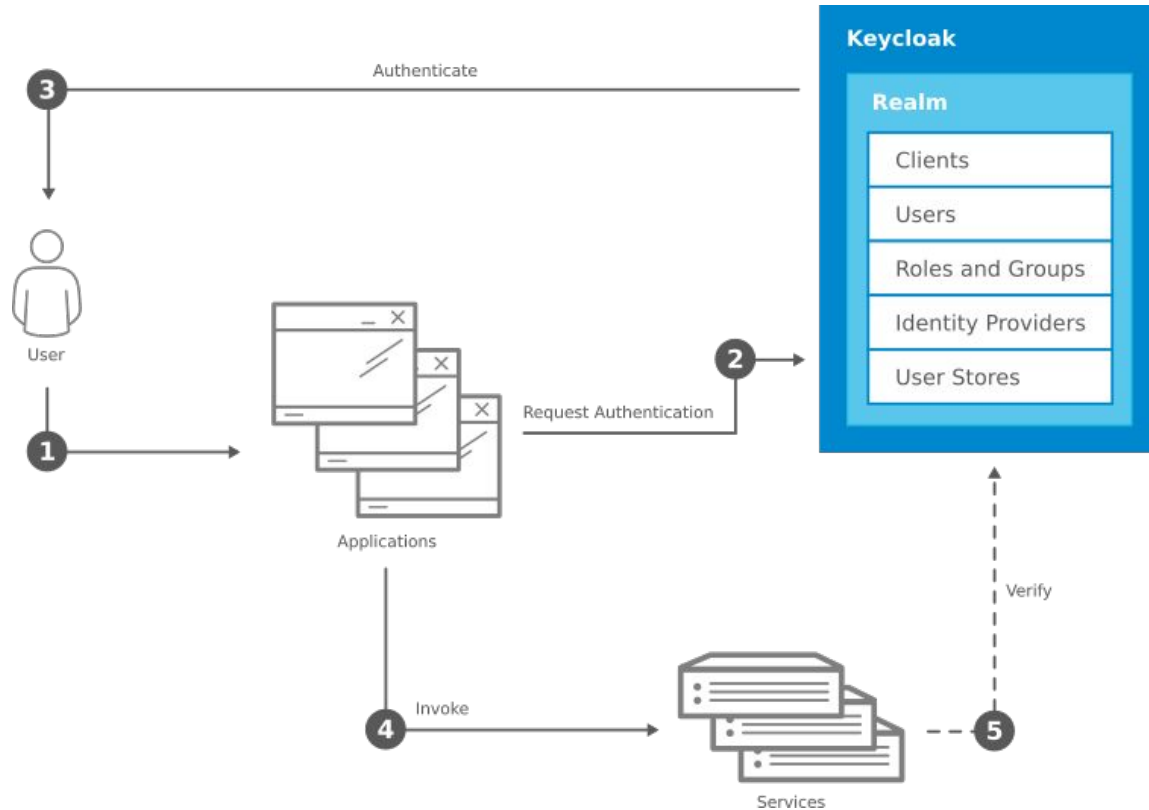 Keycloak
3
Authenticate
Realm
Clients
Users
Roles and Groups
Identity Providers
User Stores
User
2
Request Authentication
1
Applications
Verify
4
Invoke
5
Services